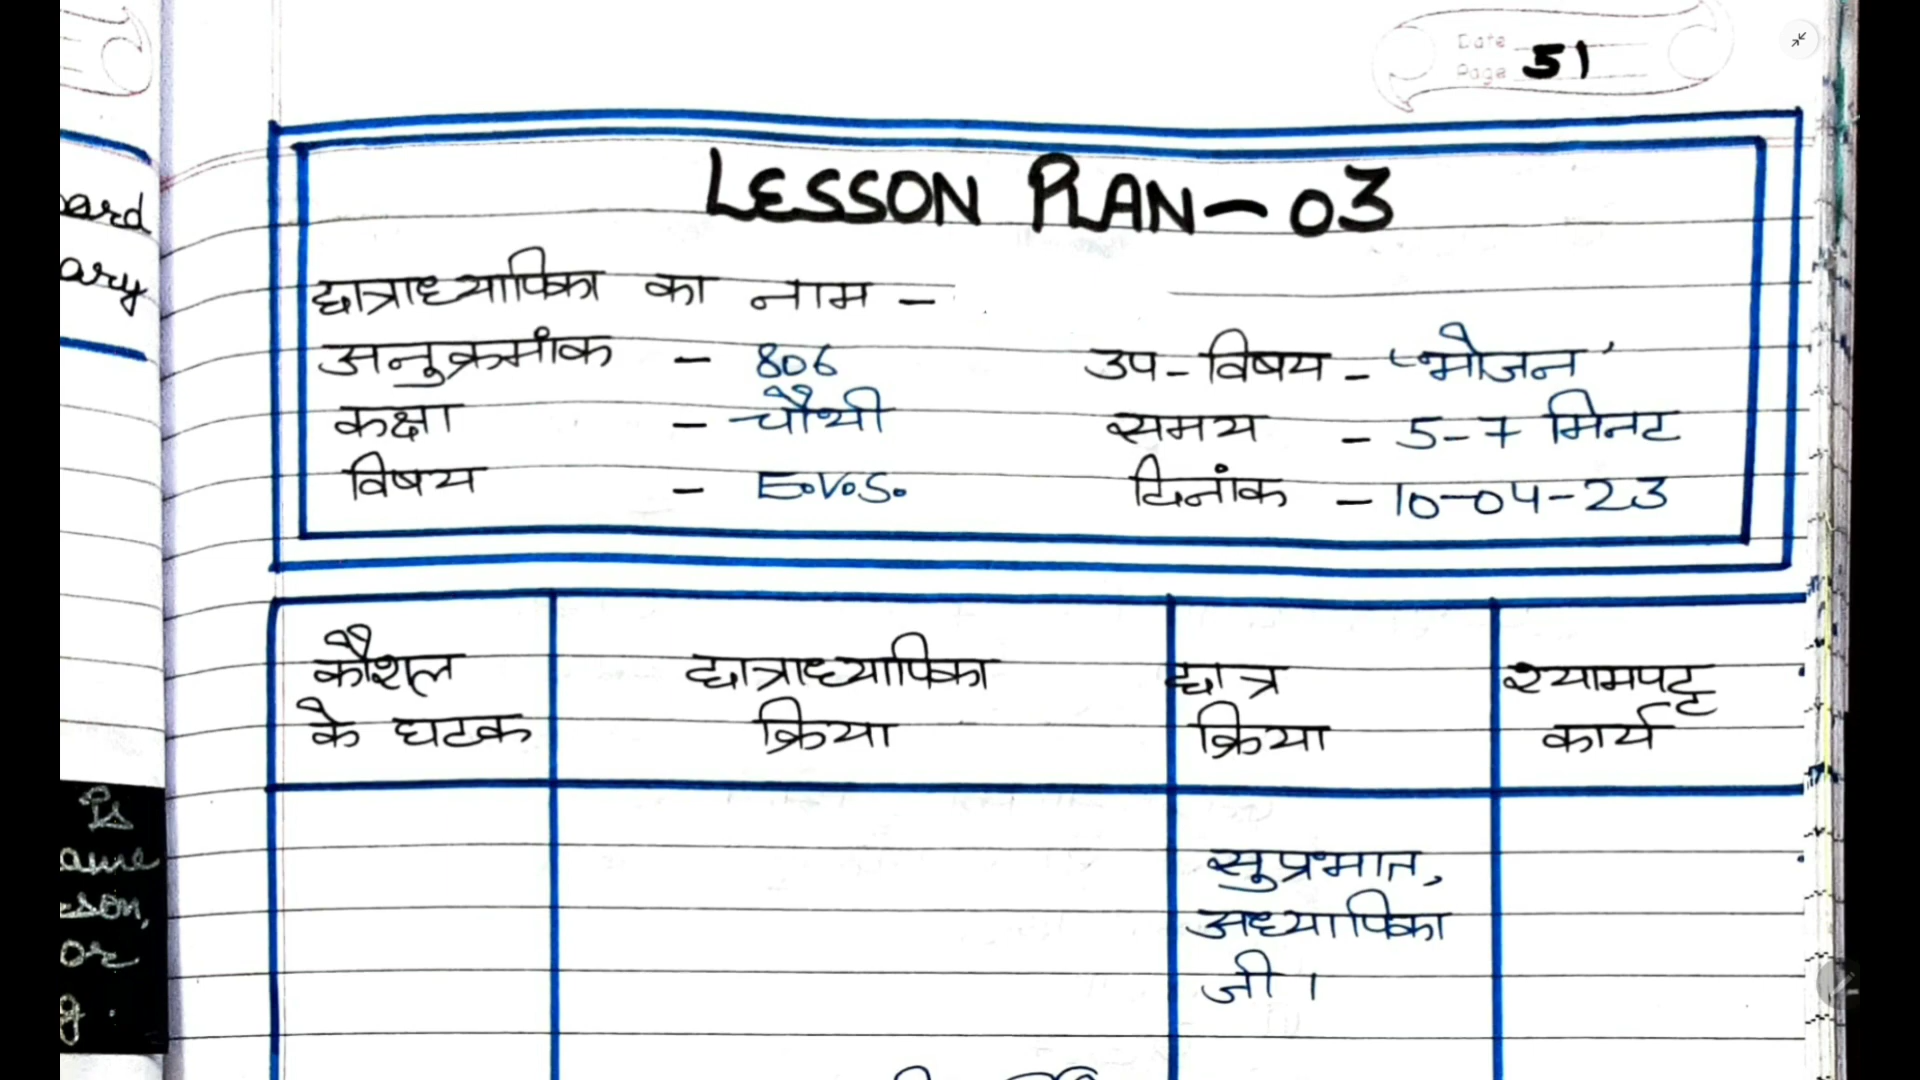 Date
Page 51
LESSON PLAN-03
छात्राध्यापिका का नाम -
अनुक्रमांक - 806
उप-विषय - 'भोजन'
कक्षा - चौथी
समय - 5-7 मिनट
विषय - E.V.S.
दिनांक - 10-04-23
कौशल
के घटक
छात्राध्यापिका
क्रिया
छात्र
क्रिया
श्यामपट्ट
कार्य
सुप्रभात,
अध्यापिका
जी।